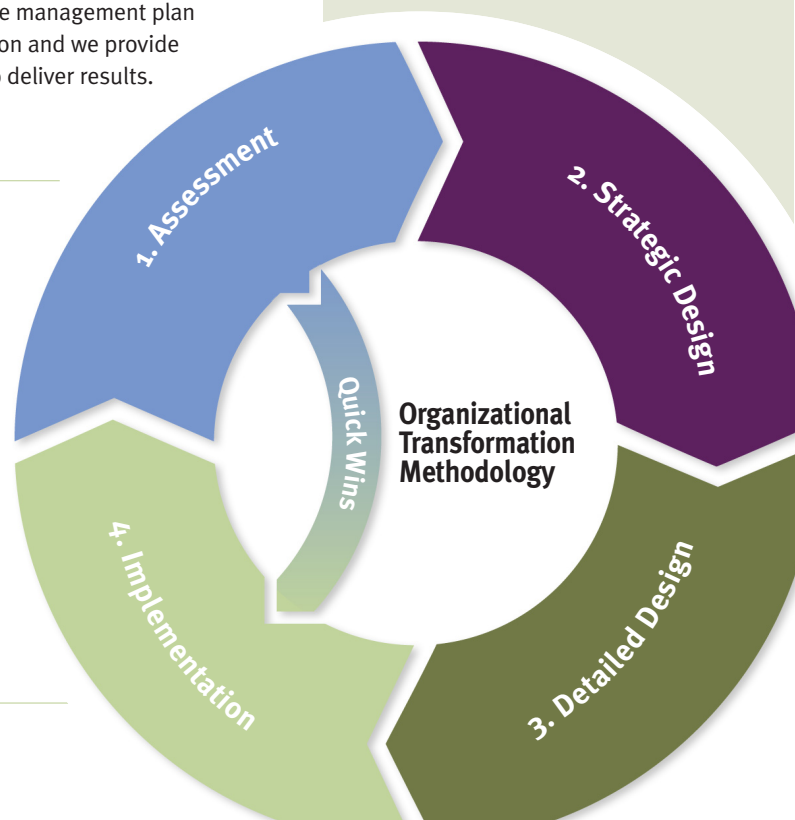 management plan
and we provide
deliver results.
1. Assessment
2. Strategic Design
Quick Wins
Organizational
Transformation
Methodology
4. Implementation
3. Detailed Design